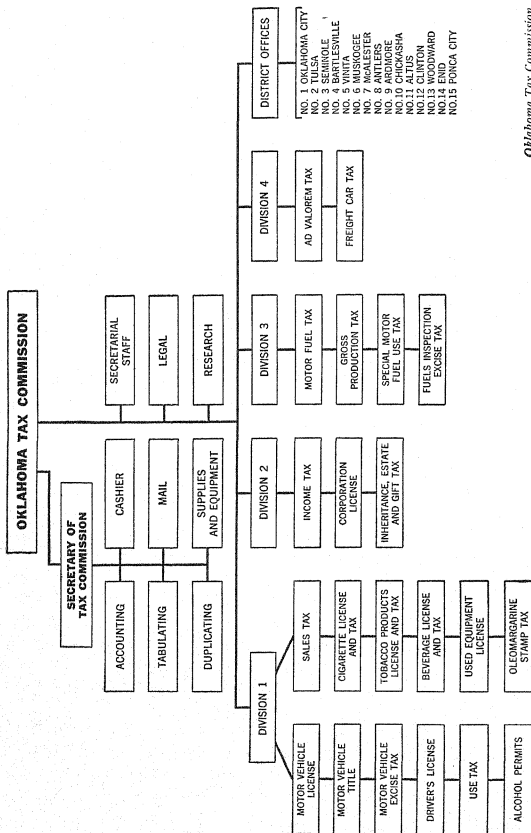 OKLAHOMA TAX COMMISSION
SECRETARY OF
TAX COMMISSION
ACCOUNTING
CASHIER
TABULATING
MAIL
DUPLICATING
SUPPLIES
AND EQUIPMENT
SECRETARIAL
STAFF
LEGAL
RESEARCH
DIVISION 1
MOTOR VEHICLE
LICENSE
MOTOR VEHICLE
TITLE
MOTOR VEHICLE
EXCISE TAX
DRIVER'S LICENSE
USE TAX
ALCOHOL PERMITS
SALES TAX
CIGARETTE LICENSE
AND TAX
TOBACCO PRODUCTS
LICENSE AND TAX
BEVERAGE LICENSE
AND TAX
USED EQUIPMENT
LICENSE
OLEOMARGARINE
STAMP TAX
DIVISION 2
INCOME TAX
CORPORATION
LICENSE
INHERITANCE, ESTATE
AND GIFT TAX
DIVISION 3
MOTOR FUEL TAX
GROSS
PRODUCTION TAX
SPECIAL MOTOR
FUEL USE TAX
FUELS INSPECTION
EXCISE TAX
DIVISION 4
AD VALOREM TAX
FREIGHT CAR TAX
DISTRICT OFFICES
NO. 1 OKLAHOMA CITY
NO. 2 TULSA
NO. 3 SEMINOLE
NO. 4 BARTLESVILLE
NO. 5 VINITA
NO. 6 MUSKOGEE
NO. 7 McALESTER
NO. 8 ANTLERS
NO. 9 ARDMORE
NO.10 CHICKASHA
NO.11 ALTUS
NO.12 CLINTON
NO.13 WOODWARD
NO.14 ENID
NO.15 PONCA CITY
Oklahoma Tax Commission